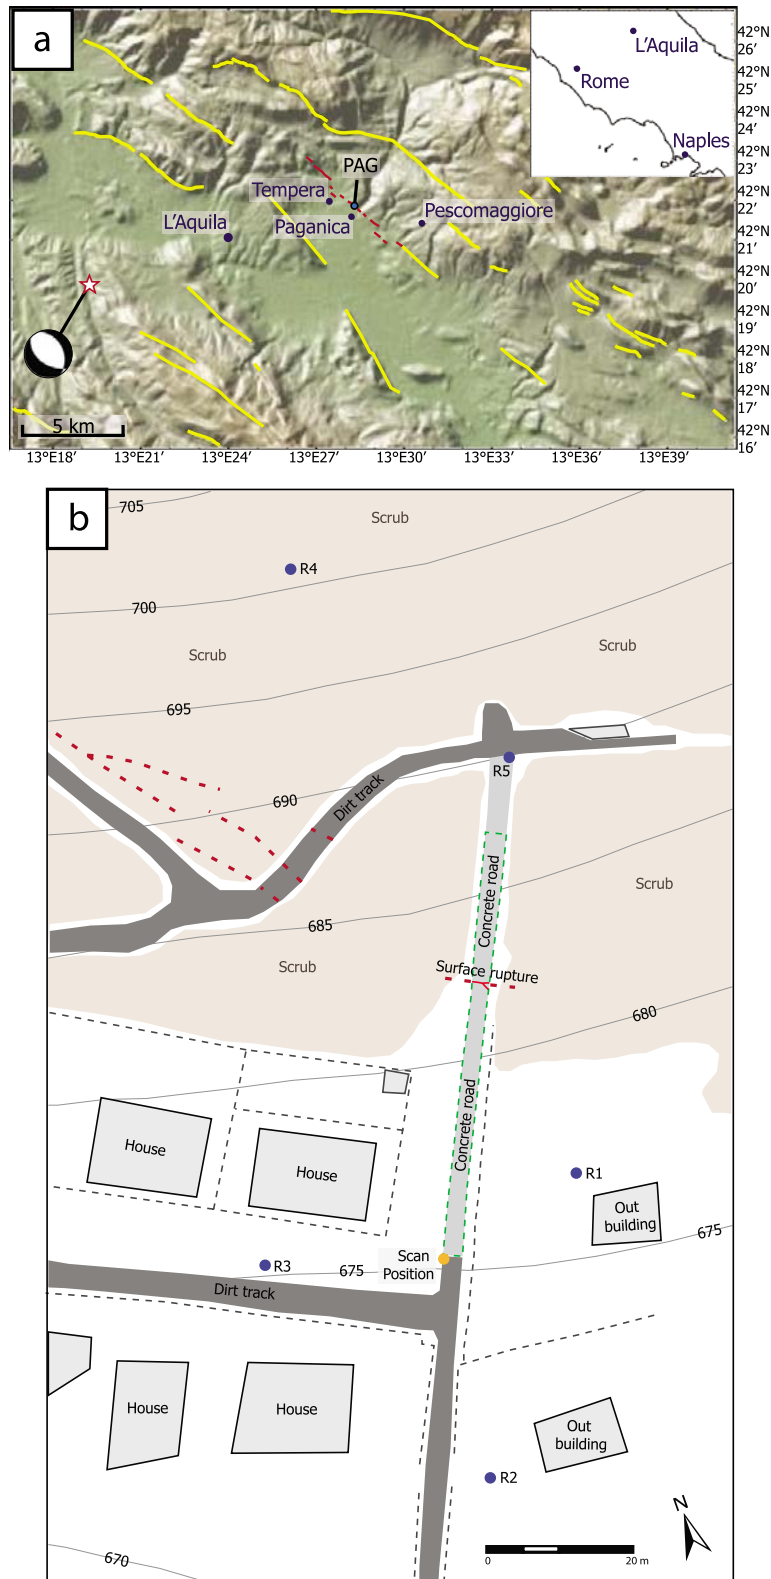 a
42°N
26'
42°N
25'
42°N
24'
42°N
23'
42°N
22'
42°N
21'
42°N
20'
42°N
19'
42°N
18'
42°N
17'
42°N
16'
L'Aquila
Rome
Naples
PAG
Tempera
L'Aquila
Paganica
Pescomaggiore
5 km
13°E18' 13°E21' 13°E24' 13°E27' 13°E30' 13°E33' 13°E36' 13°E39'
b
705
Scrub
R4
700
Scrub
Scrub
695
R5
690
Dirt track
Scrub
Concrete road
685
Scrub
Surface rupture
680
Concrete road
House
House
R1
Out
building
675
Scan
Position
R3
675
Dirt track
House
House
Out
building
R2
N
670
0 20 m